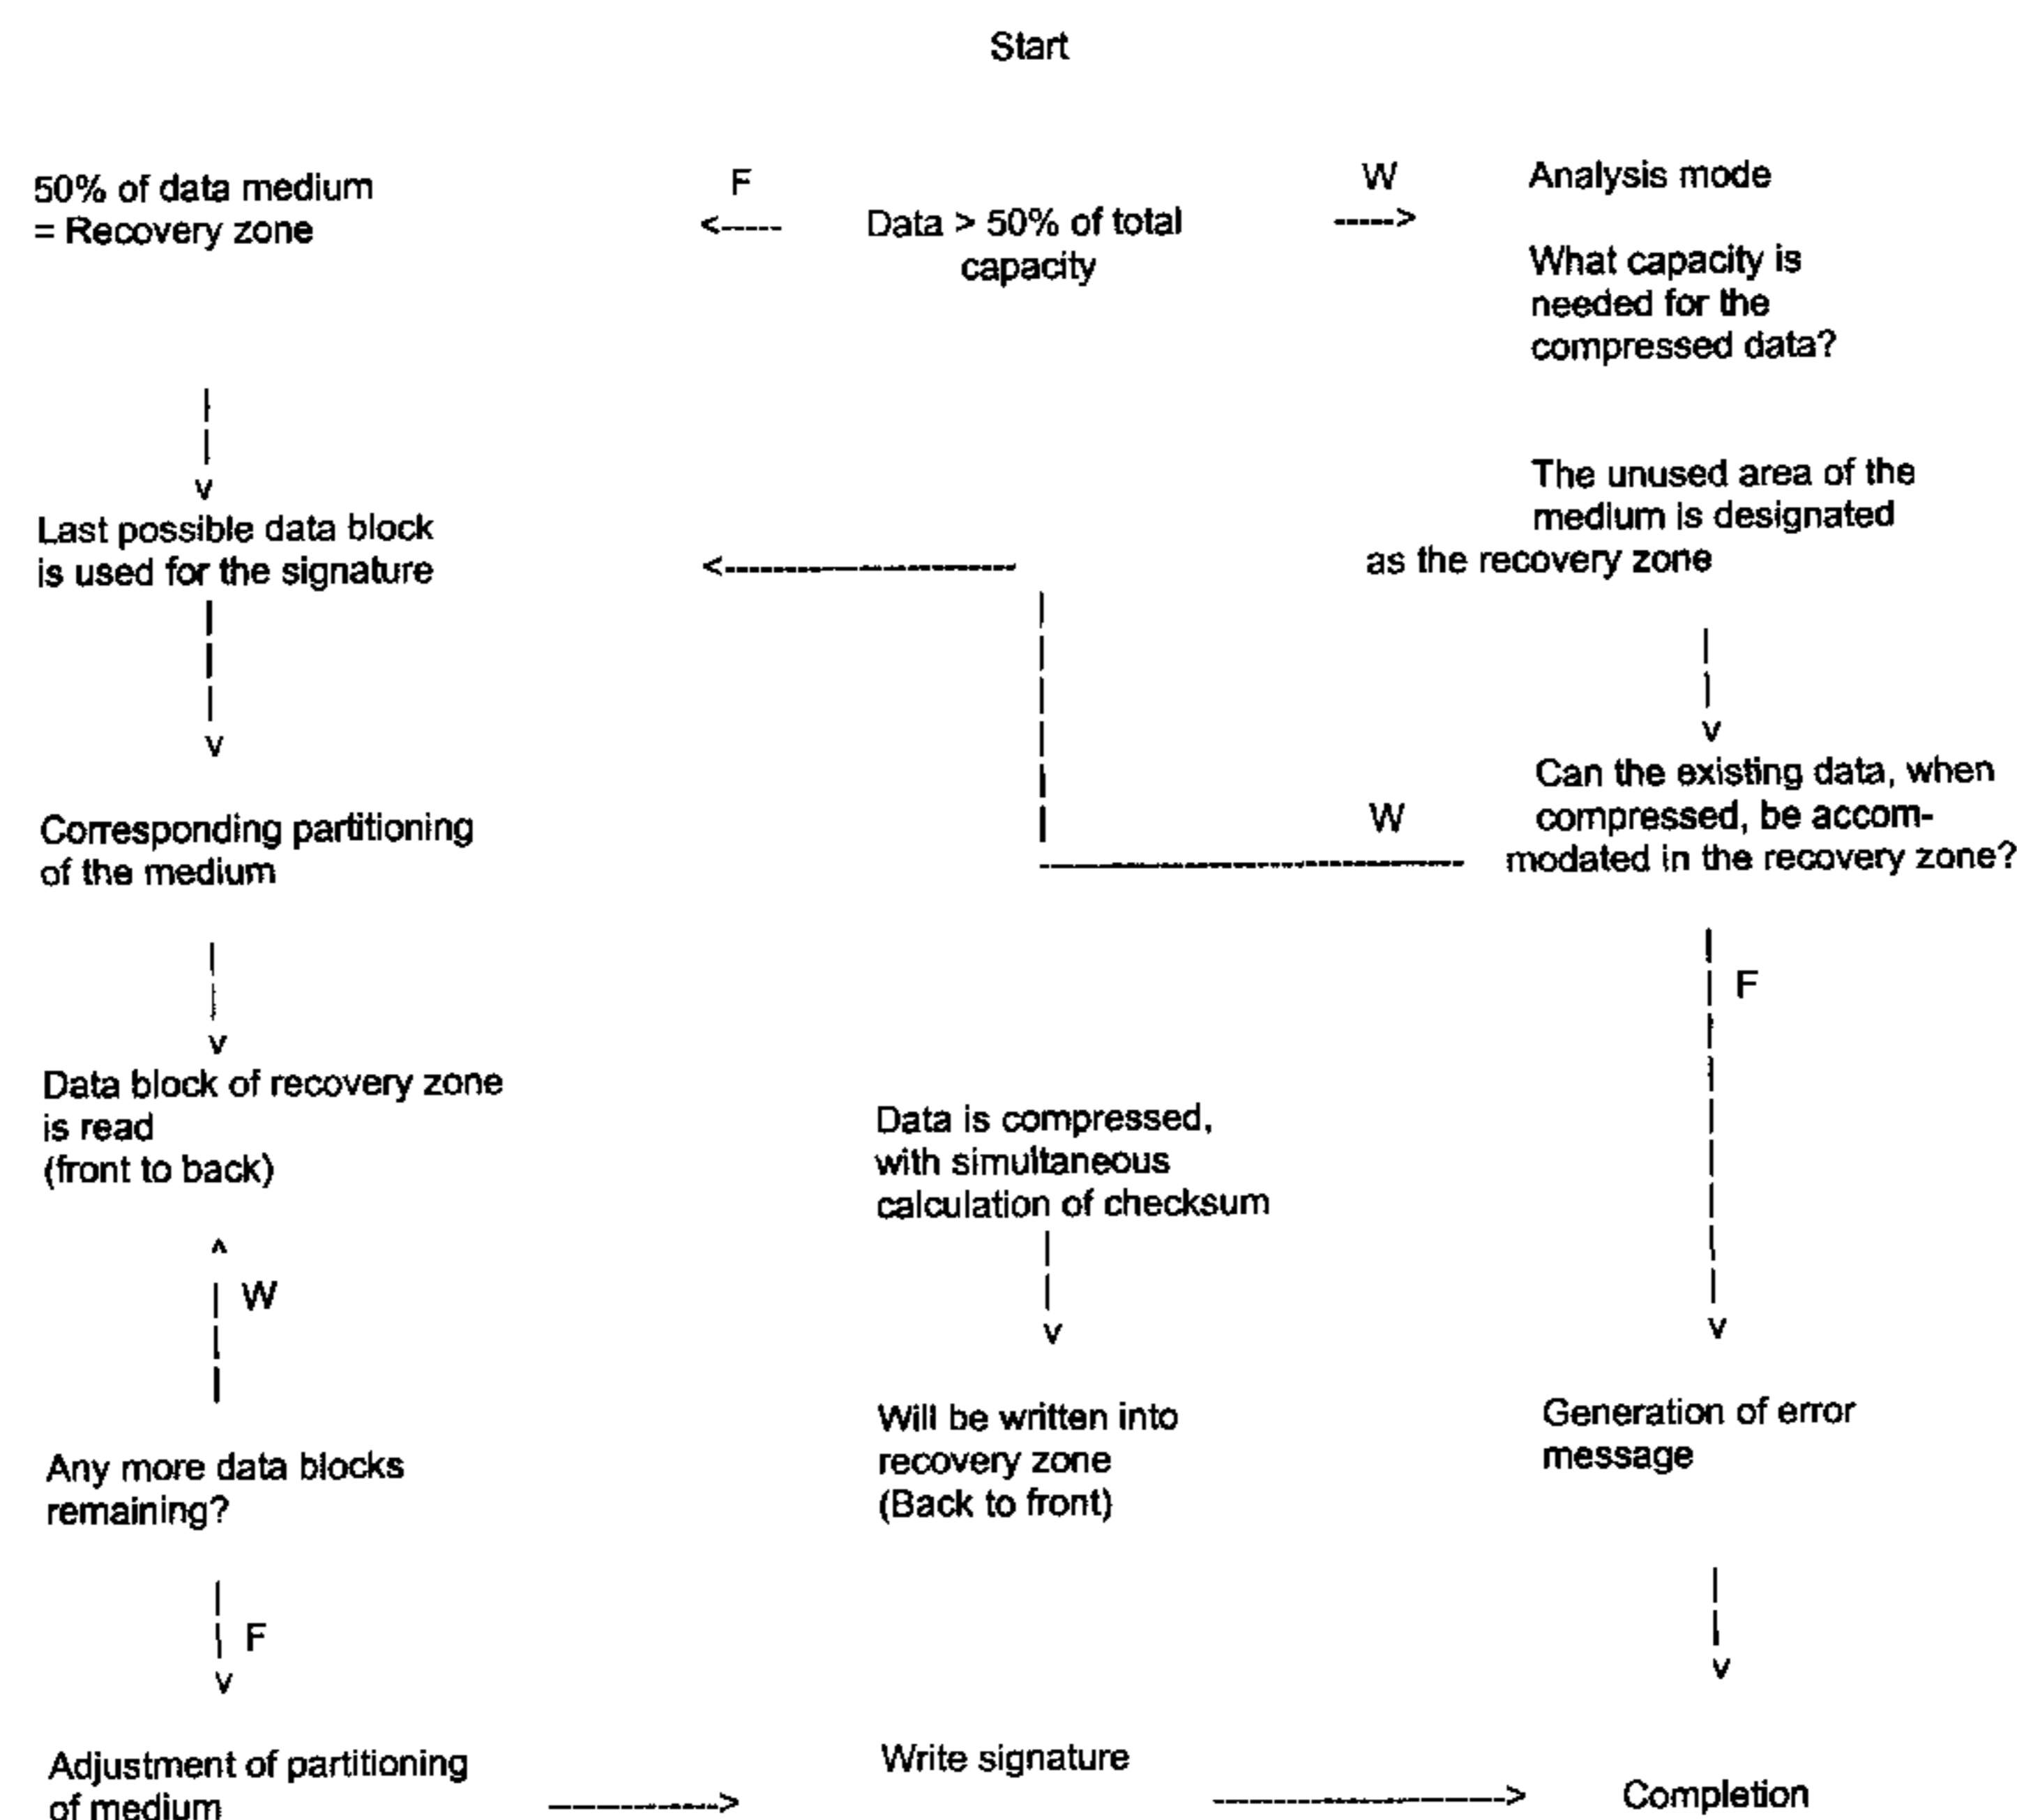 Start
50% of data medium
= Recovery zone
F
<-----
Data > 50% of total
capacity
W
----->
Analysis mode
What capacity is
needed for the
compressed data?
The unused area of the
medium is designated
as the recovery zone
Last possible data block
is used for the signature
Can the existing data, when
compressed, be accom-
modated in the recovery zone?
W
Corresponding partitioning
of the medium
F
Data block of recovery zone
is read
(front to back)
Data is compressed,
with simultaneous
calculation of checksum
W
Any more data blocks
remaining?
Will be written into
recovery zone
(Back to front)
Generation of error
message
F
Adjustment of partitioning
of medium
Write signature
Completion